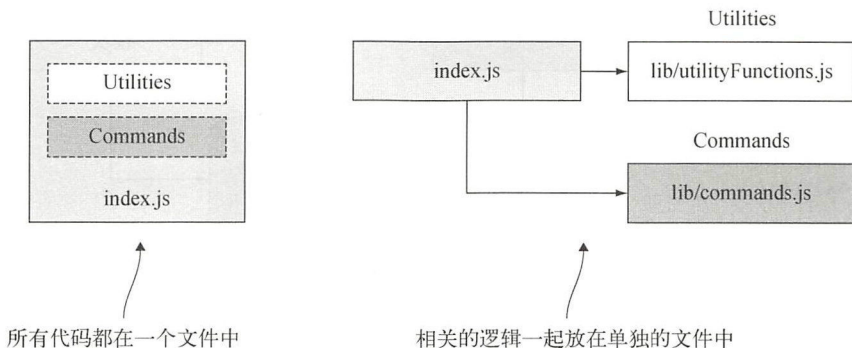 Utilities
Commands
index.js
所有代码都在一个文件中
index.js
Utilities
lib/utilityFunctions.js
Commands
lib/commands.js
相关的逻辑一起放在单独的文件中